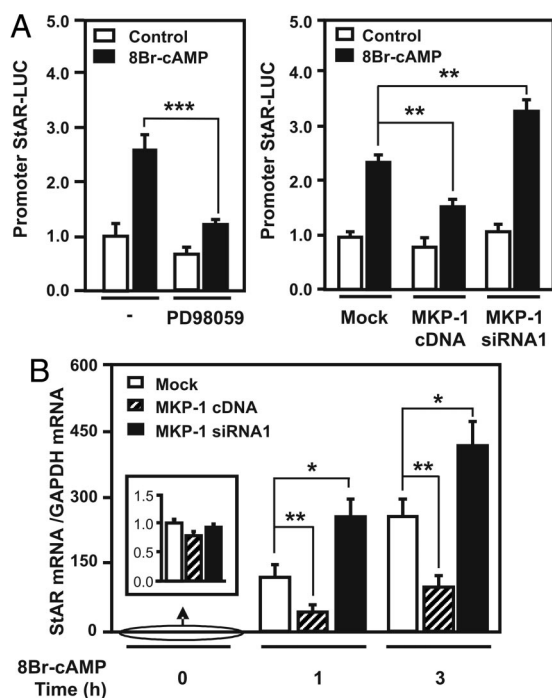 A
Control
8Br-cAMP
Promoter StAR-LUC
5.0
4.0
3.0
2.0
1.0
0.0
***
-
PD98059
Control
8Br-cAMP
Promoter StAR-LUC
5.0
4.0
3.0
2.0
1.0
0.0
**
**
Mock
MKP-1 cDNA
MKP-1 siRNA1
B
Mock
MKP-1 cDNA
MKP-1 siRNA1
StAR mRNA /GAPDH mRNA
600
450
300
150
0
1.5
1.0
0.5
0.0
*
**
*
**
8Br-cAMP
Time (h)
0
1
3